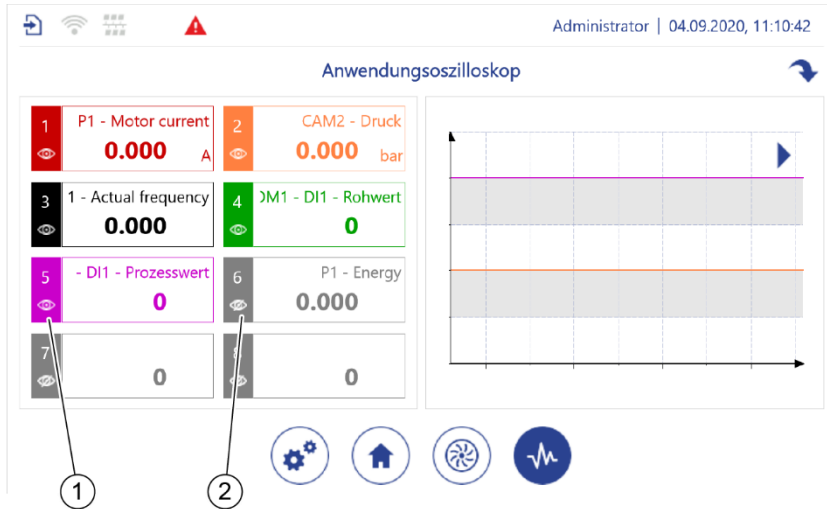 Administrator | 04.09.2020, 11:10:42
Anwendungsoszilloskop
1 P1 - Motor current
0.000 A
2 CAM2 - Druck
0.000 bar
3 1 - Actual frequency
0.000
4 )M1 - DI1 - Rohwert
0
5 - DI1 - Prozesswert
0
6 P1 - Energy
0.000
7
0
8
0
1
2